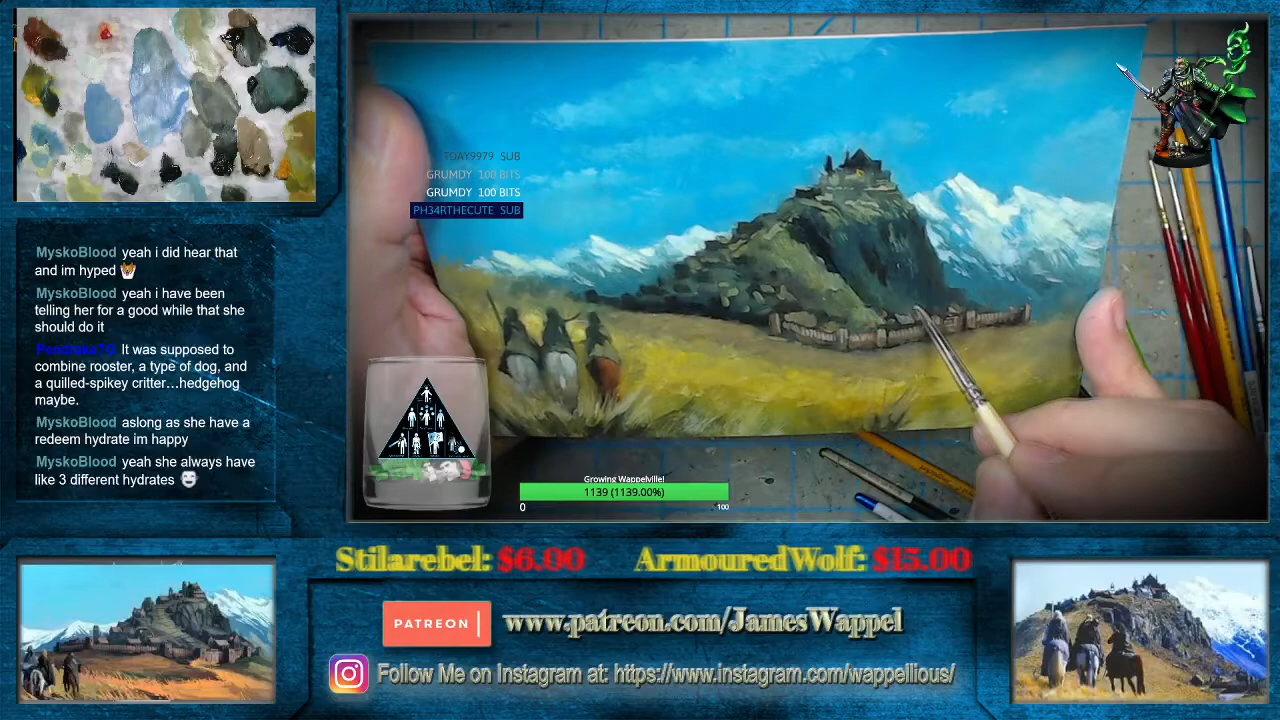 TDAY9979 SUB
GRUMDY 100 BITS
GRUMDY 100 BITS
PH34RTHECUTE SUB
MyskoBlood yeah i did hear that
and im hyped
MyskoBlood yeah i have been
telling her for a good while that she
should do it
It was supposed to
combine rooster, a type of dog, and
a quilled-spikey critter…hedgehog
maybe.
MyskoBlood aslong as she have a
redeem hydrate im happy
MyskoBlood yeah she always have
like 3 different hydrates
Growing Wappelville!
1139 (1139.00%)
0 100
Stilarebel: $6.00 ArmouredWolf: $15.00
PATREON www.patreon.com/JamesWappel
Follow Me on Instagram at: https://www.instagram.com/wappellious/